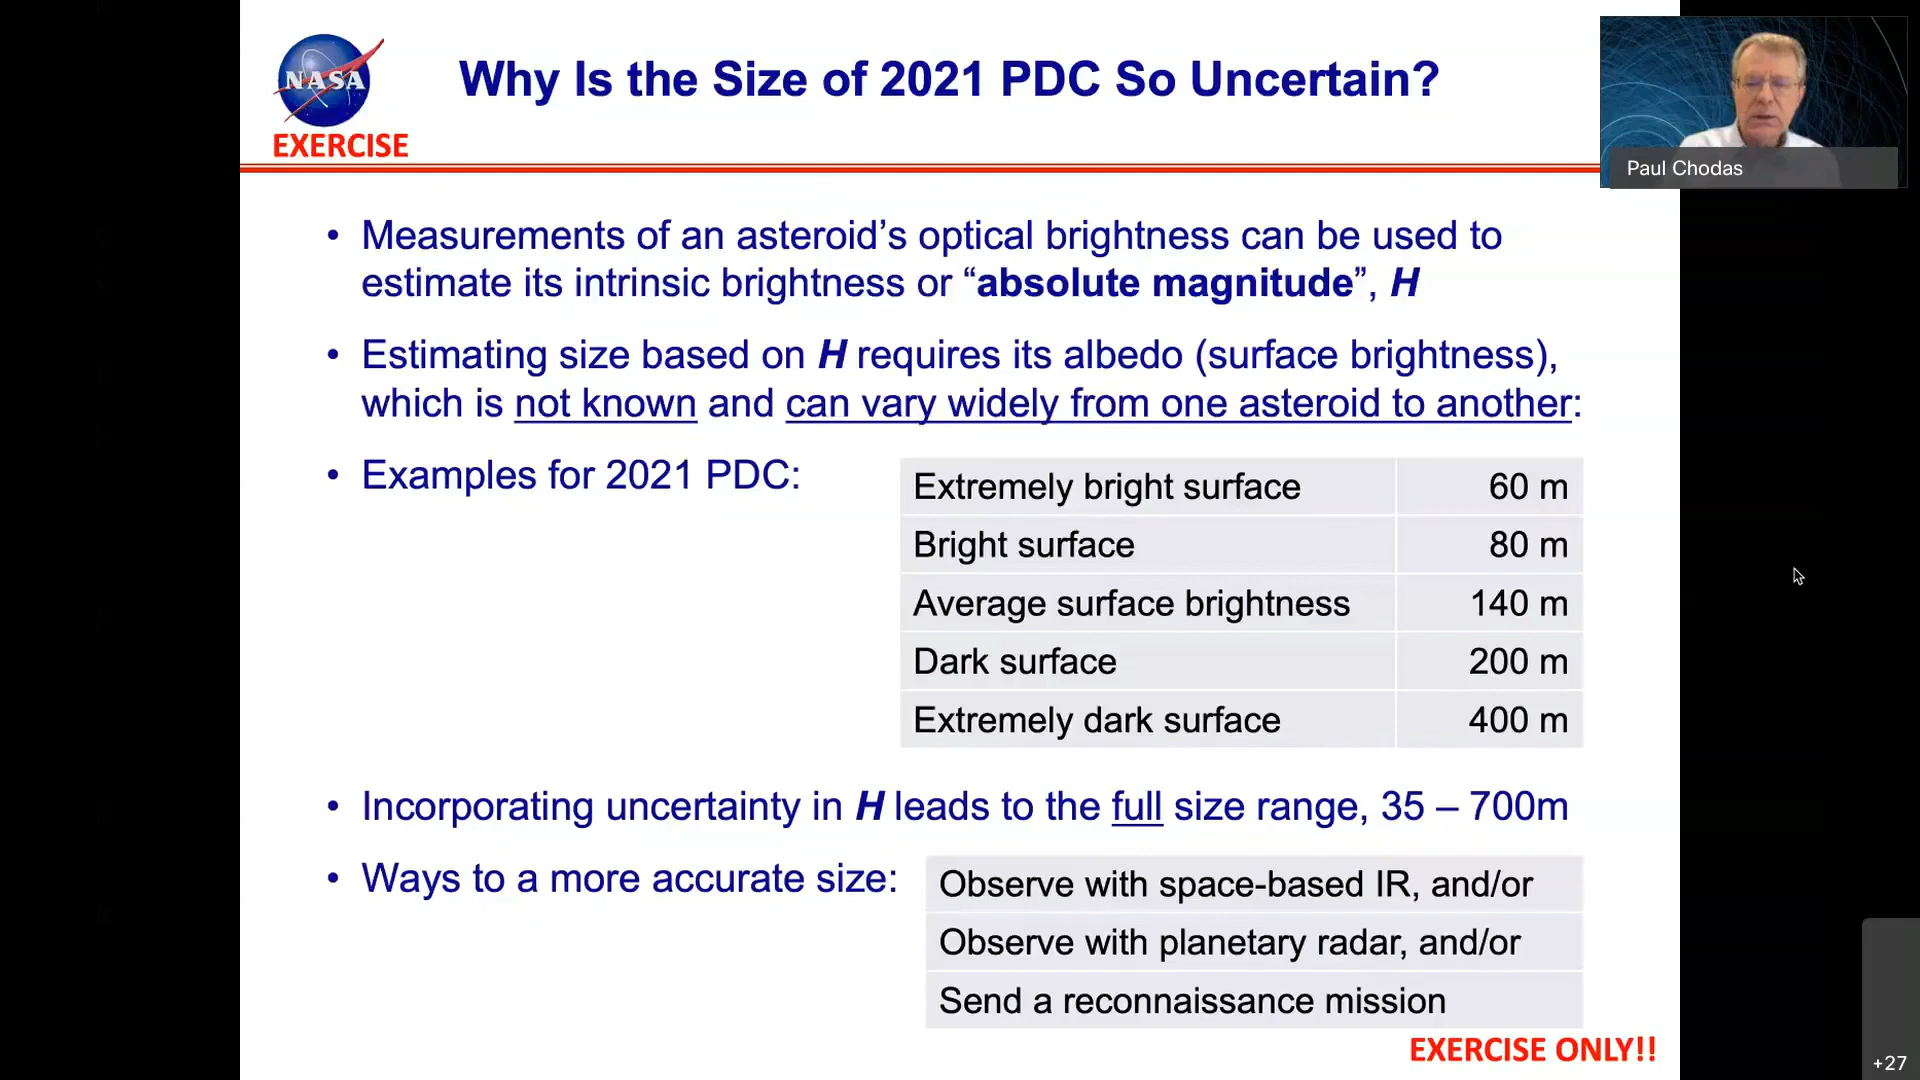 NASA
EXERCISE
Why Is the Size of 2021 PDC So Uncertain?
Paul Chodas
• Measurements of an asteroid’s optical brightness can be used to
estimate its intrinsic brightness or “absolute magnitude”, H
• Estimating size based on H requires its albedo (surface brightness),
which is not known and can vary widely from one asteroid to another:
• Examples for 2021 PDC:
Extremely bright surface 60 m
Bright surface 80 m
Average surface brightness 140 m
Dark surface 200 m
Extremely dark surface 400 m
• Incorporating uncertainty in H leads to the full size range, 35 – 700m
• Ways to a more accurate size:
Observe with space-based IR, and/or
Observe with planetary radar, and/or
Send a reconnaissance mission
EXERCISE ONLY!!
+27